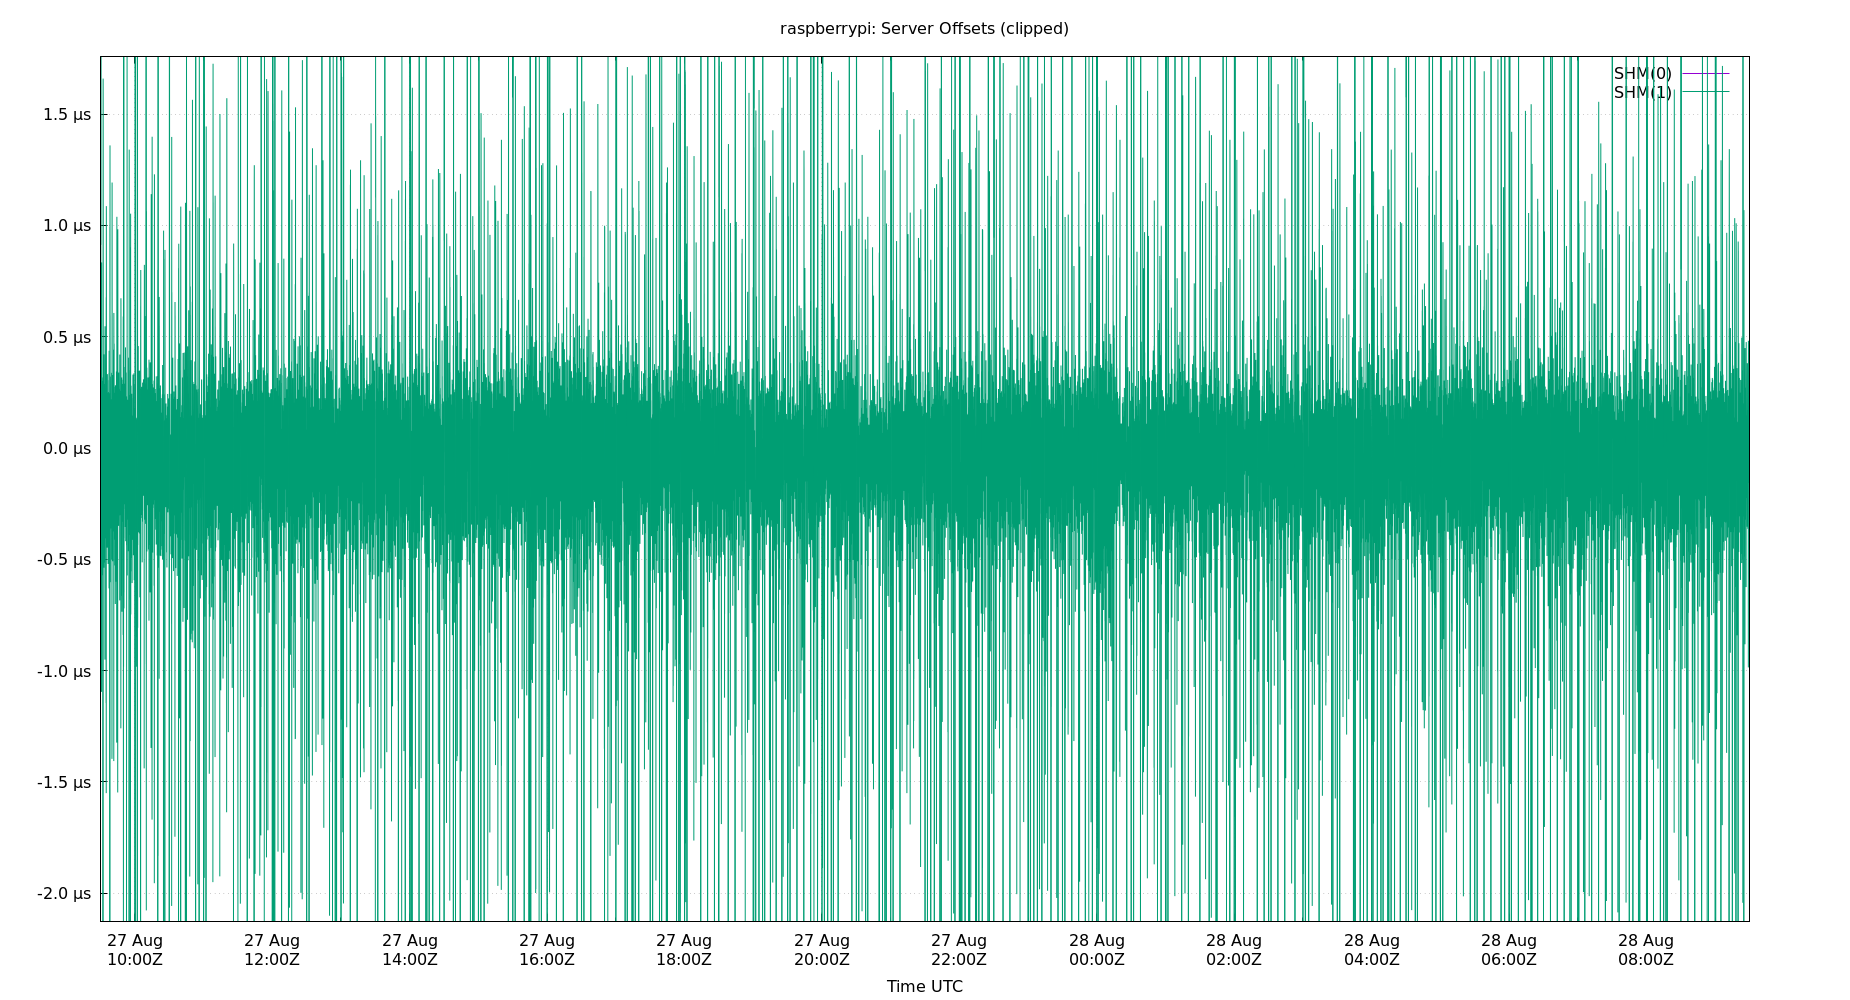 raspberrypi: Server Offsets (clipped)
SHM(0)
SHM(1)
1.5 µs
1.0 µs
0.5 µs
0.0 µs
-0.5 µs
-1.0 µs
-1.5 µs
-2.0 µs
27 Aug 27 Aug 27 Aug 27 Aug 27 Aug 27 Aug 27 Aug 28 Aug 28 Aug 28 Aug 28 Aug 28 Aug
10:00Z 12:00Z 14:00Z 16:00Z 18:00Z 20:00Z 22:00Z 00:00Z 02:00Z 04:00Z 06:00Z 08:00Z
Time UTC